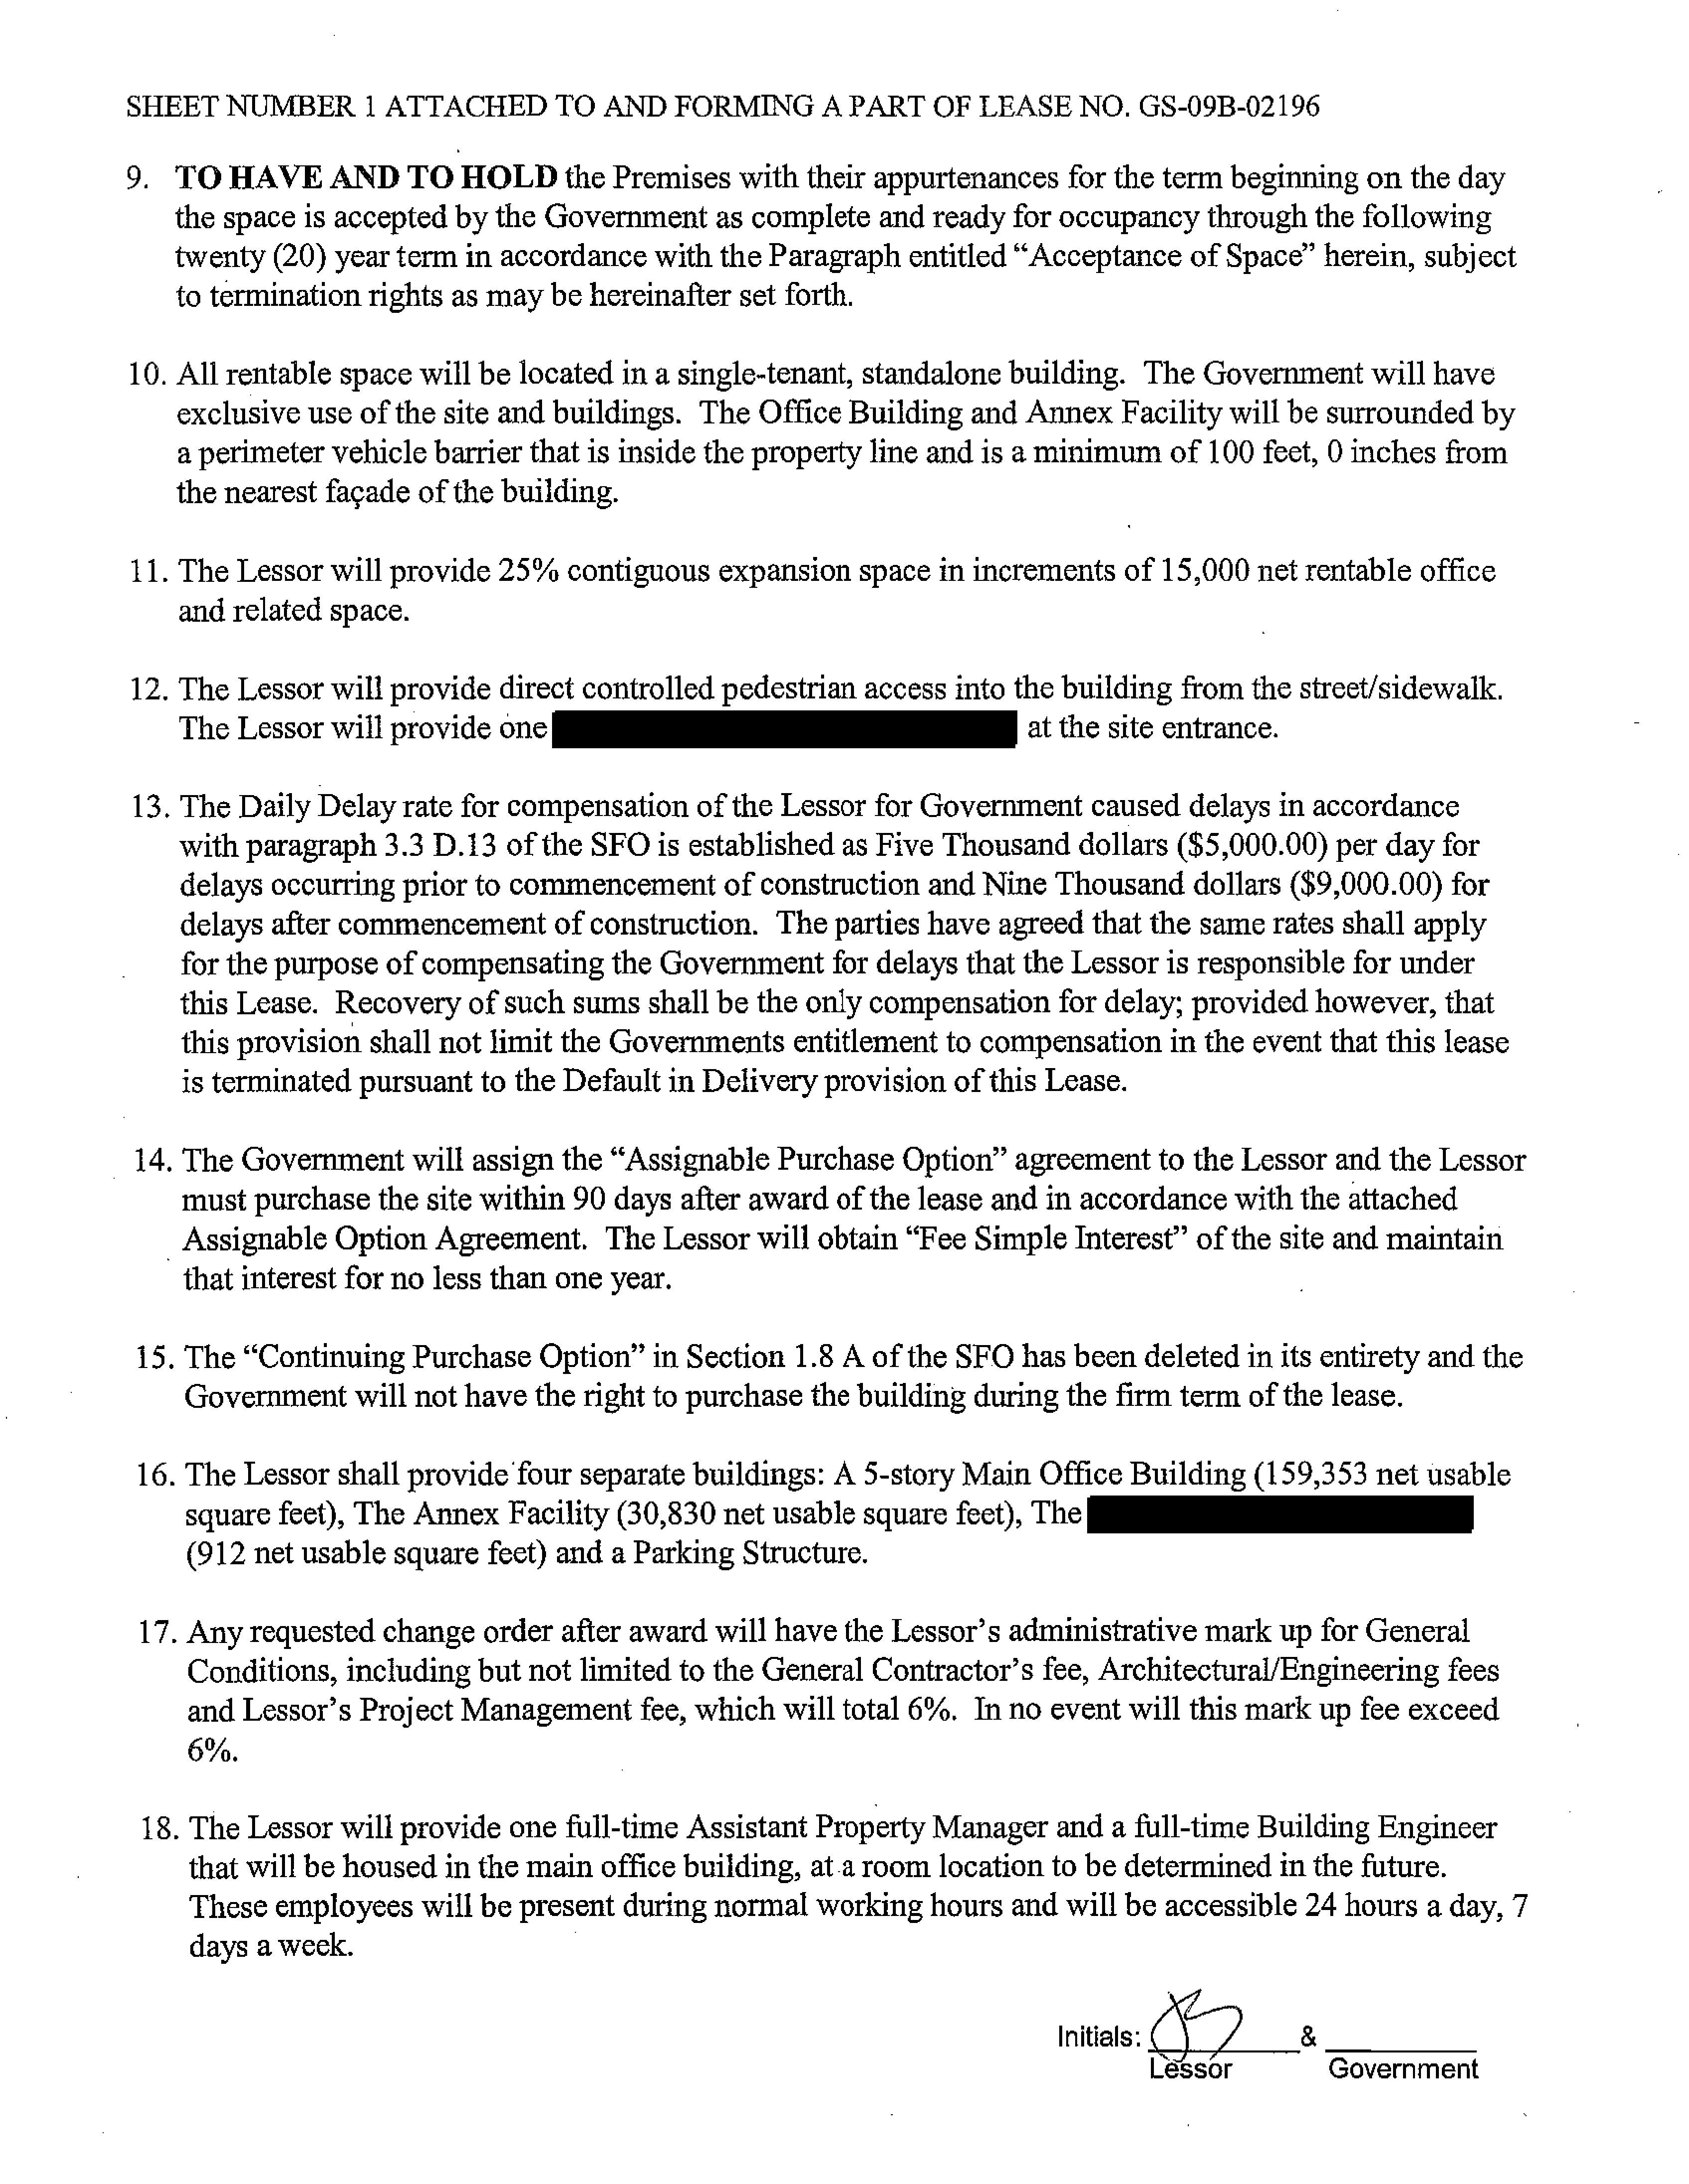 SHEET NUMBER 1 ATTACHED TO AND FORMING A PART OF LEASE NO. GS-09B-02196
9. TO HAVE AND TO HOLD the Premises with their appurtenances for the term beginning on the day
the space is accepted by the Government as complete and ready for occupancy through the following
twenty (20) year term in accordance with the Paragraph entitled “Acceptance of Space” herein, subject
to termination rights as may be hereinafter set forth.
10. All rentable space will be located in a single-tenant, standalone building. The Government will have
exclusive use of the site and buildings. The Office Building and Annex Facility will be surrounded by
a perimeter vehicle barrier that is inside the property line and is a minimum of 100 feet, 0 inches from
the nearest façade of the building.
11. The Lessor will provide 25% contiguous expansion space in increments of 15,000 net rentable office
and related space.
12. The Lessor will provide direct controlled pedestrian access into the building from the street/sidewalk.
The Lessor will provide one at the site entrance.
13. The Daily Delay rate for compensation of the Lessor for Government caused delays in accordance
with paragraph 3.3 D.13 of the SFO is established as Five Thousand dollars ($5,000.00) per day for
delays occurring prior to commencement of construction and Nine Thousand dollars ($9,000.00) for
delays after commencement of construction. The parties have agreed that the same rates shall apply
for the purpose of compensating the Government for delays that the Lessor is responsible for under
this Lease. Recovery of such sums shall be the only compensation for delay; provided however, that
this provision shall not limit the Governments entitlement to compensation in the event that this lease
is terminated pursuant to the Default in Delivery provision of this Lease.
14. The Government will assign the “Assignable Purchase Option” agreement to the Lessor and the Lessor
must purchase the site within 90 days after award of the lease and in accordance with the attached
Assignable Option Agreement. The Lessor will obtain “Fee Simple Interest” of the site and maintain
that interest for no less than one year.
15. The “Continuing Purchase Option” in Section 1.8 A of the SFO has been deleted in its entirety and the
Government will not have the right to purchase the building during the firm term of the lease.
16. The Lessor shall provide four separate buildings: A 5-story Main Office Building (159,353 net usable
square feet), The Annex Facility (30,830 net usable square feet), The
(912 net usable square feet) and a Parking Structure.
17. Any requested change order after award will have the Lessor’s administrative mark up for General
Conditions, including but not limited to the General Contractor’s fee, Architectural/Engineering fees
and Lessor’s Project Management fee, which will total 6%. In no event will this mark up fee exceed
6%.
18. The Lessor will provide one full-time Assistant Property Manager and a full-time Building Engineer
that will be housed in the main office building, at a room location to be determined in the future.
These employees will be present during normal working hours and will be accessible 24 hours a day, 7
days a week.
Initials: &
Lessor Government